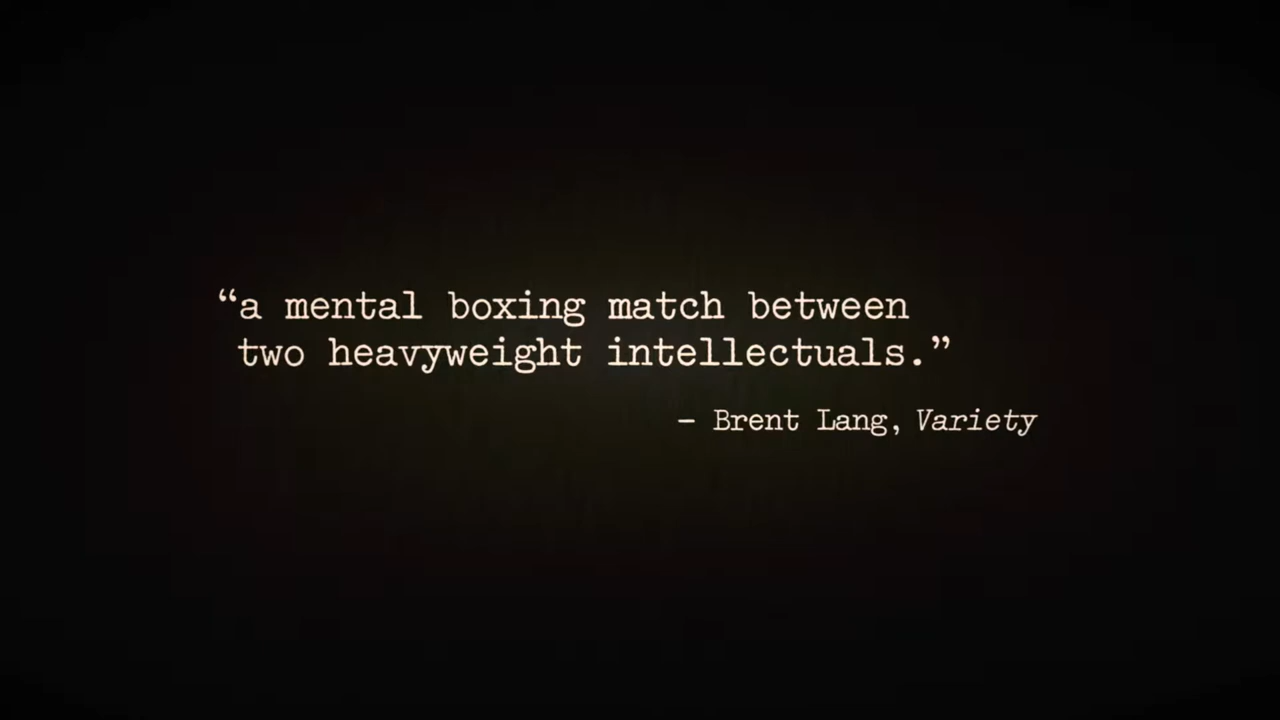 “a mental boxing match between
two heavyweight intellectuals.”
– Brent Lang, Variety